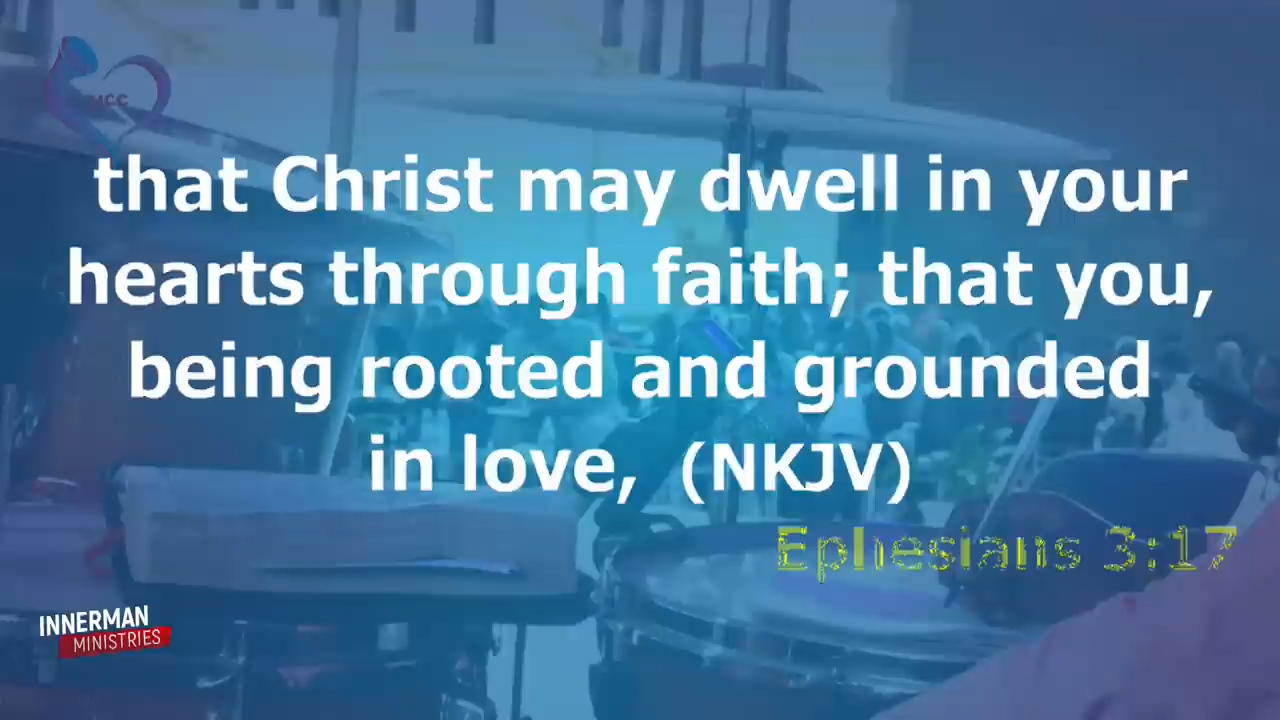 MCC
that Christ may dwell in your
hearts through faith; that you,
being rooted and grounded
in love, (NKJV)
Ephesians 3:17
INNERMAN
MINISTRIES